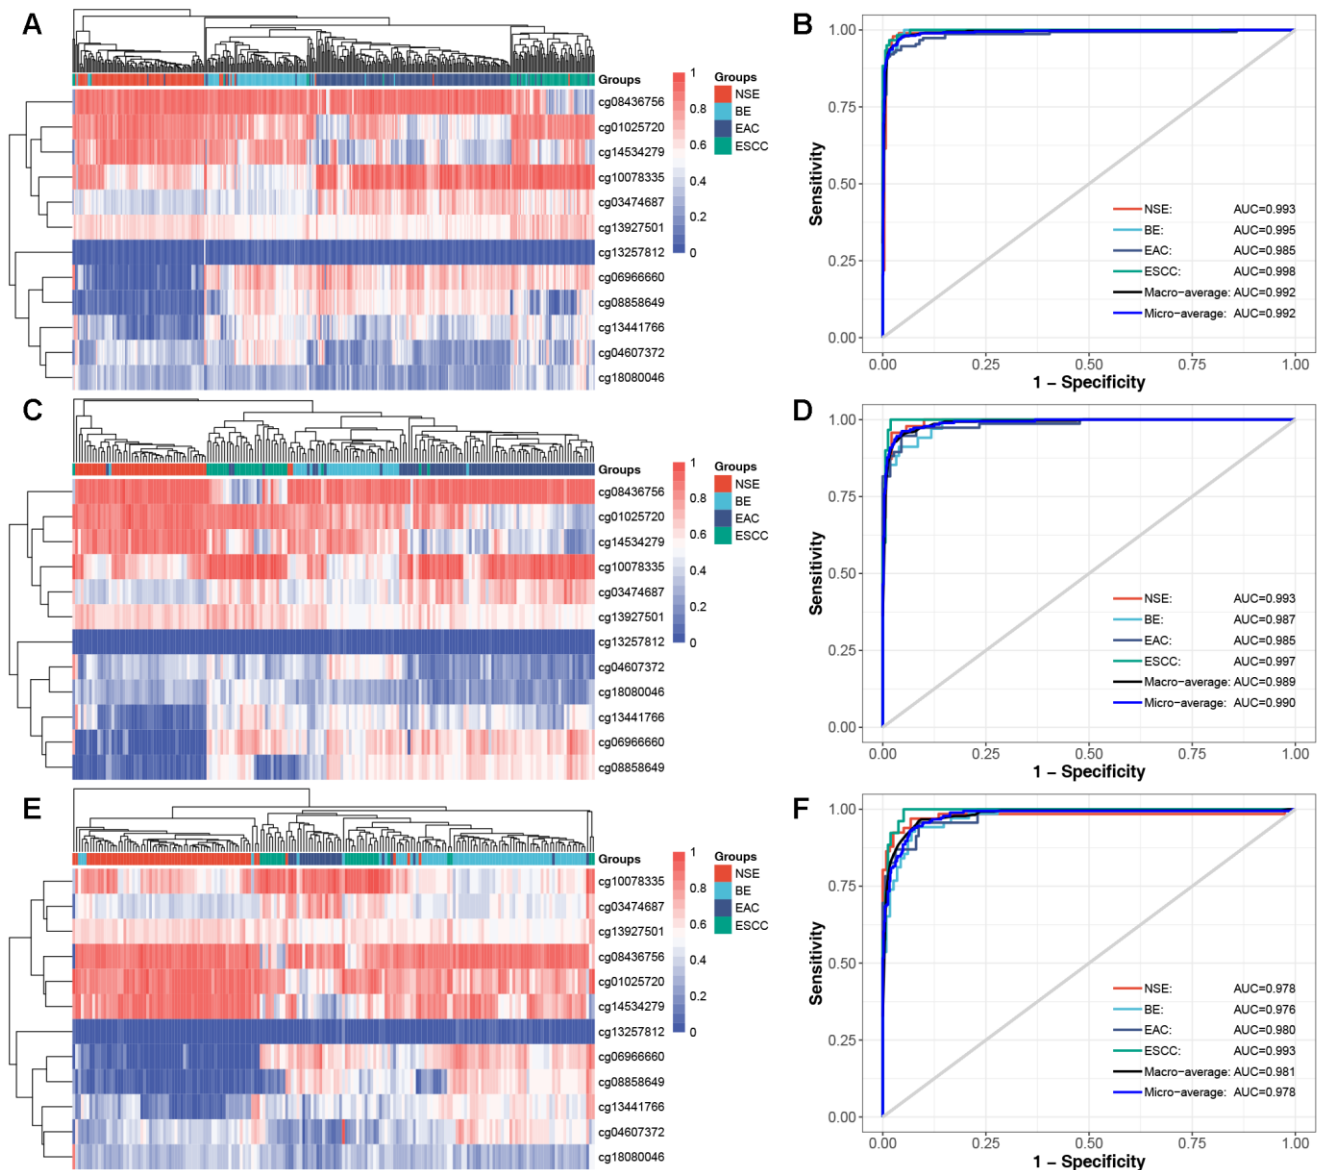 A
Groups
cg08436756
cg01025720
cg14534279
cg10078335
cg03474687
cg13927501
cg13257812
cg06966660
cg08858649
cg13441766
cg04607372
cg18080046
1
0.8
0.6
0.4
0.2
0
Groups
NSE
BE
EAC
ESCC
B
Sensitivity
1.00
0.75
0.50
0.25
0.00
NSE: AUC=0.993
BE: AUC=0.995
EAC: AUC=0.985
ESCC: AUC=0.998
Macro-average: AUC=0.992
Micro-average: AUC=0.992
0.00 0.25 0.50 0.75 1.00
1 - Specificity
C
Groups
cg08436756
cg01025720
cg14534279
cg10078335
cg03474687
cg13927501
cg13257812
cg04607372
cg18080046
cg13441766
cg06966660
cg08858649
1
0.8
0.6
0.4
0.2
0
Groups
NSE
BE
EAC
ESCC
D
Sensitivity
1.00
0.75
0.50
0.25
0.00
NSE: AUC=0.993
BE: AUC=0.987
EAC: AUC=0.985
ESCC: AUC=0.997
Macro-average: AUC=0.989
Micro-average: AUC=0.990
0.00 0.25 0.50 0.75 1.00
1 - Specificity
E
Groups
cg10078335
cg03474687
cg13927501
cg08436756
cg01025720
cg14534279
cg13257812
cg06966660
cg08858649
cg13441766
cg04607372
cg18080046
1
0.8
0.6
0.4
0.2
0
Groups
NSE
BE
EAC
ESCC
F
Sensitivity
1.00
0.75
0.50
0.25
0.00
NSE: AUC=0.978
BE: AUC=0.976
EAC: AUC=0.980
ESCC: AUC=0.993
Macro-average: AUC=0.981
Micro-average: AUC=0.978
0.00 0.25 0.50 0.75 1.00
1 - Specificity